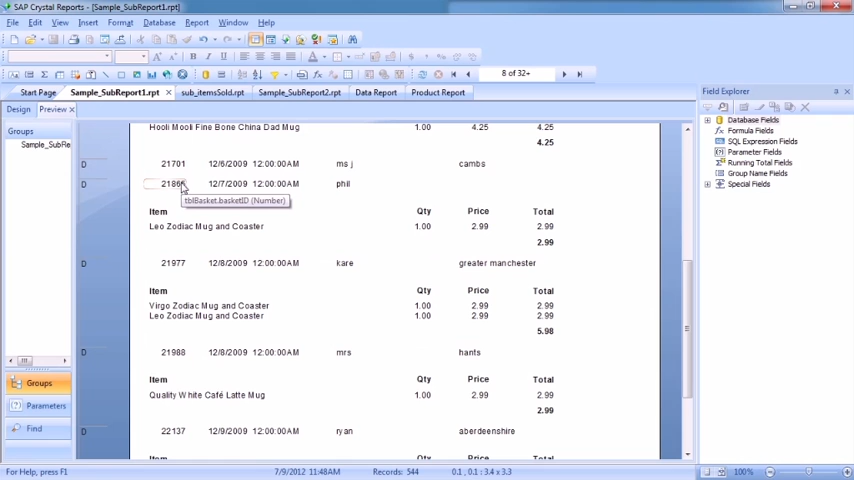 SAP Crystal Reports - [Sample_SubReport1.rpt]
File Edit View Insert Format Database Report Window Help
8 of 32+
Start Page Sample_SubReport1.rpt sub_itemsSold.rpt Sample_SubReport2.rpt Data Report Product Report
Design Preview
Groups
Sample_SubRe
Hooli Mooli Fine Bone China Dad Mug 1.00 4.25 4.25
4.25
D 21701 12/6/2009 12:00:00AM ms j cambs
D 12/7/2009 12:00:00AM phil
tblBasket.basketID (Number)
Item Qty Price Total
Leo Zodiac Mug and Coaster 1.00 2.99 2.99
2.99
D 21977 12/8/2009 12:00:00AM kare greater manchester
Virgo Zodiac Mug and Coaster 1.00 2.99 2.99
Leo Zodiac Mug and Coaster 1.00 2.99 2.99
5.98
D 21988 12/8/2009 12:00:00AM mrs hants
Item Qty Price Total
Quality White Café Latte Mug 1.00 2.99 2.99
2.99
D 22137 12/9/2009 12:00:00AM ryan aberdeenshire
Item Qty Price Total
Groups
Parameters
Find
Field Explorer
Database Fields
Formula Fields
SQL Expression Fields
Parameter Fields
Running Total Fields
Group Name Fields
Special Fields
For Help, press F1 7/9/2012 11:48AM Records: 544 0.1 , 0.1 : 3.4 x 3.3 100%